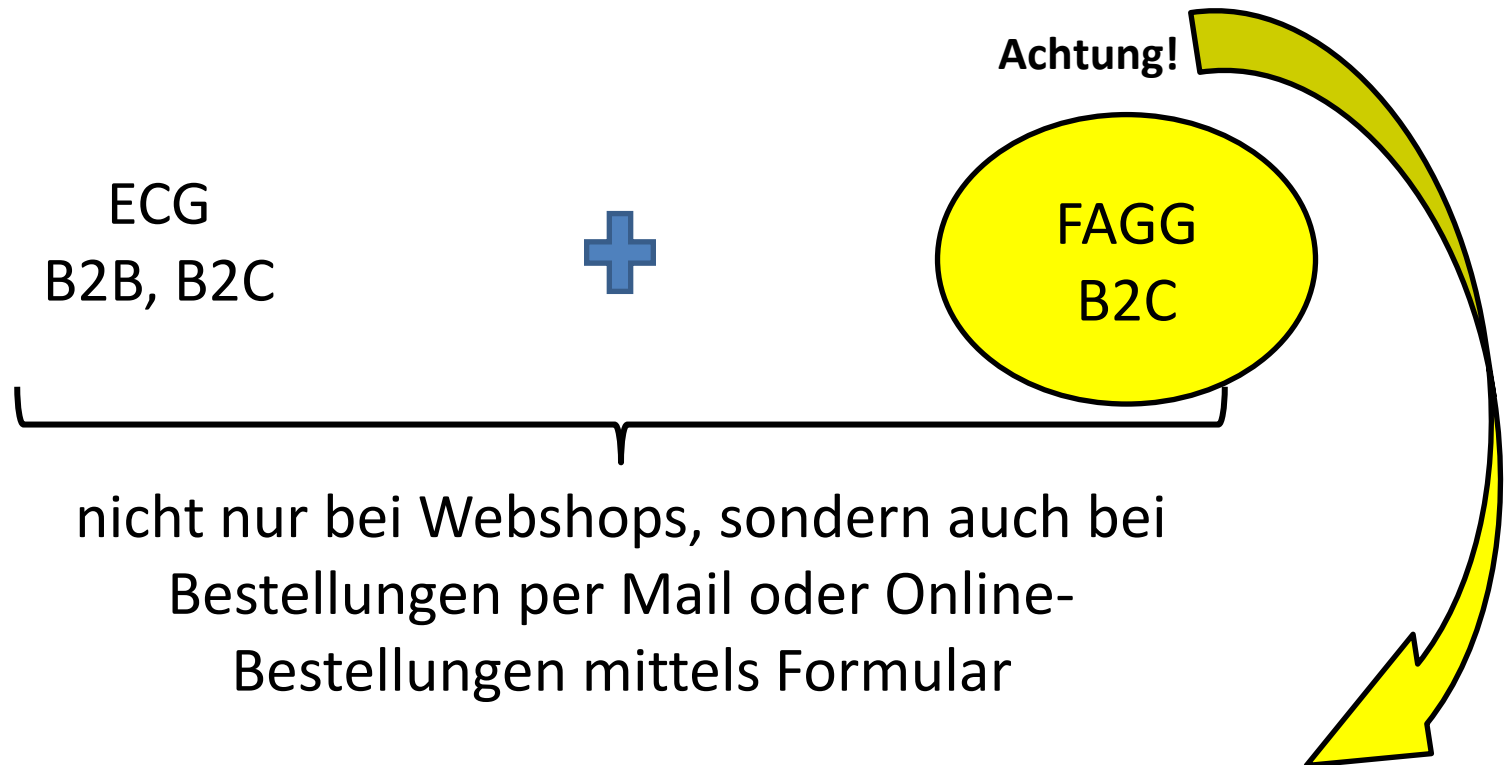 Achtung!
ECG
B2B, B2C
FAGG
B2C
nicht nur bei Webshops, sondern auch bei
Bestellungen per Mail oder Online-
Bestellungen mittels Formular